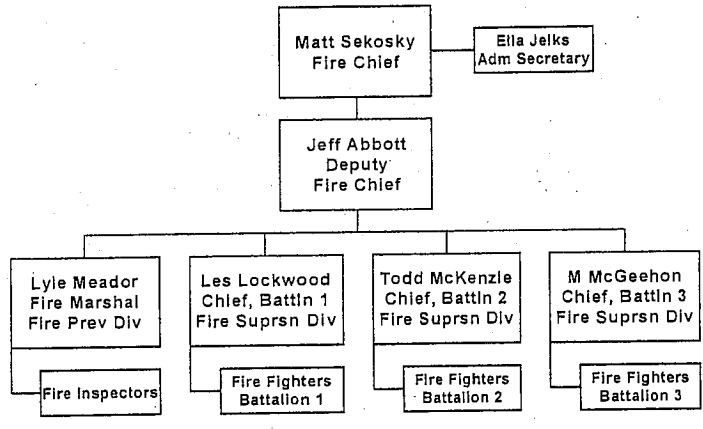 Matt Sekosky
Fire Chief
Ella Jelks
Adm Secretary
Jeff Abbott
Deputy
Fire Chief
Lyle Meador
Fire Marshal
Fire Prev Div
Les Lockwood
Chief, Battln 1
Fire Suprsn Div
Todd McKenzie
Chief, Battln 2
Fire Suprsn Div
M McGeehon
Chief, Battln 3
Fire Suprsn Div
Fire Inspectors
Fire Fighters
Battalion 1
Fire Fighters
Battalion 2
Fire Fighters
Battalion 3